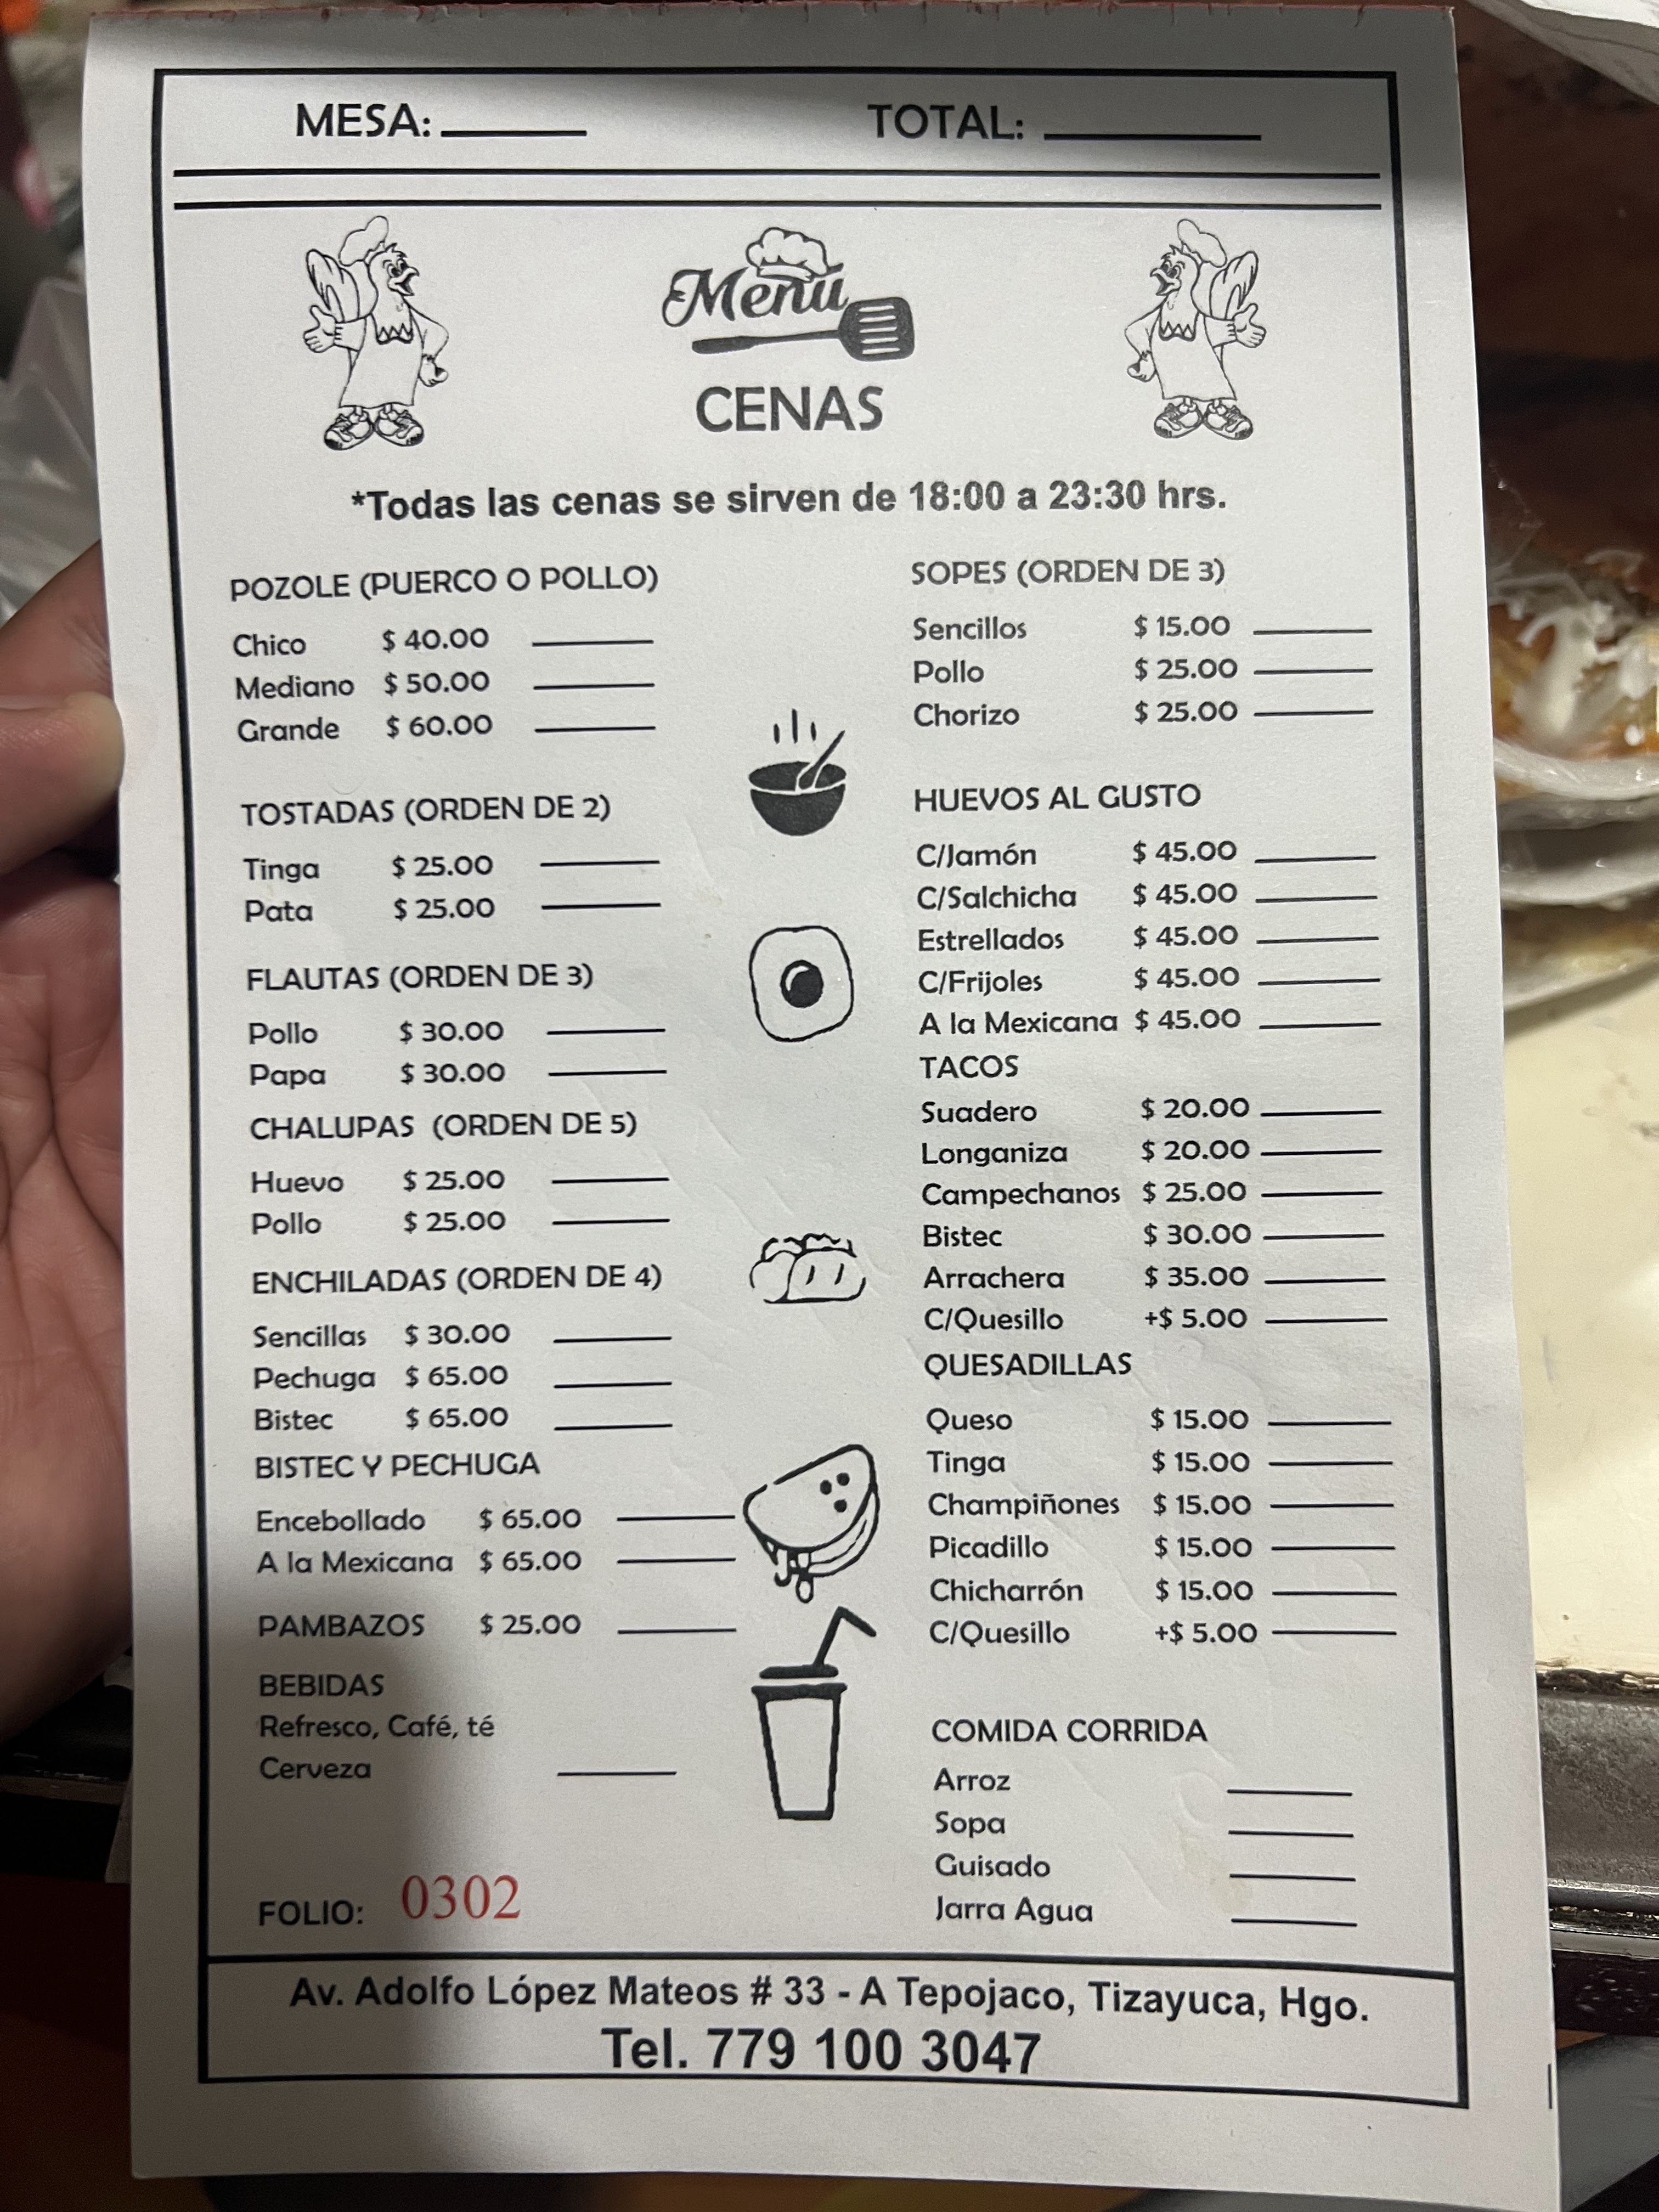 MESA: ______ TOTAL: ______
Menú
CENAS
*Todas las cenas se sirven de 18:00 a 23:30 hrs.
POZOLE (PUERCO O POLLO)
Chico $ 40.00
Mediano $ 50.00
Grande $ 60.00
TOSTADAS (ORDEN DE 2)
Tinga $ 25.00
Pata $ 25.00
FLAUTAS (ORDEN DE 3)
Pollo $ 30.00
Papa $ 30.00
CHALUPAS (ORDEN DE 5)
Huevo $ 25.00
Pollo $ 25.00
ENCHILADAS (ORDEN DE 4)
Sencillas $ 30.00
Pechuga $ 65.00
Bistec $ 65.00
BISTEC Y PECHUGA
Encebollado $ 65.00
A la Mexicana $ 65.00
PAMBAZOS $ 25.00
BEBIDAS
Refresco, Café, té
Cerveza
FOLIO: 0302
SOPES (ORDEN DE 3)
Sencillos $ 15.00
Pollo $ 25.00
Chorizo $ 25.00
HUEVOS AL GUSTO
C/Jamón $ 45.00
C/Salchicha $ 45.00
Estrellados $ 45.00
C/Frijoles $ 45.00
A la Mexicana $ 45.00
TACOS
Suadero $ 20.00
Longaniza $ 20.00
Campechanos $ 25.00
Bistec $ 30.00
Arrachera $ 35.00
C/Quesillo +$ 5.00
QUESADILLAS
Queso $ 15.00
Tinga $ 15.00
Champiñones $ 15.00
Picadillo $ 15.00
Chicharrón $ 15.00
C/Quesillo +$ 5.00
COMIDA CORRIDA
Arroz
Sopa
Guisado
Jarra Agua
Av. Adolfo López Mateos # 33 - A Tepojaco, Tizayuca, Hgo.
Tel. 779 100 3047